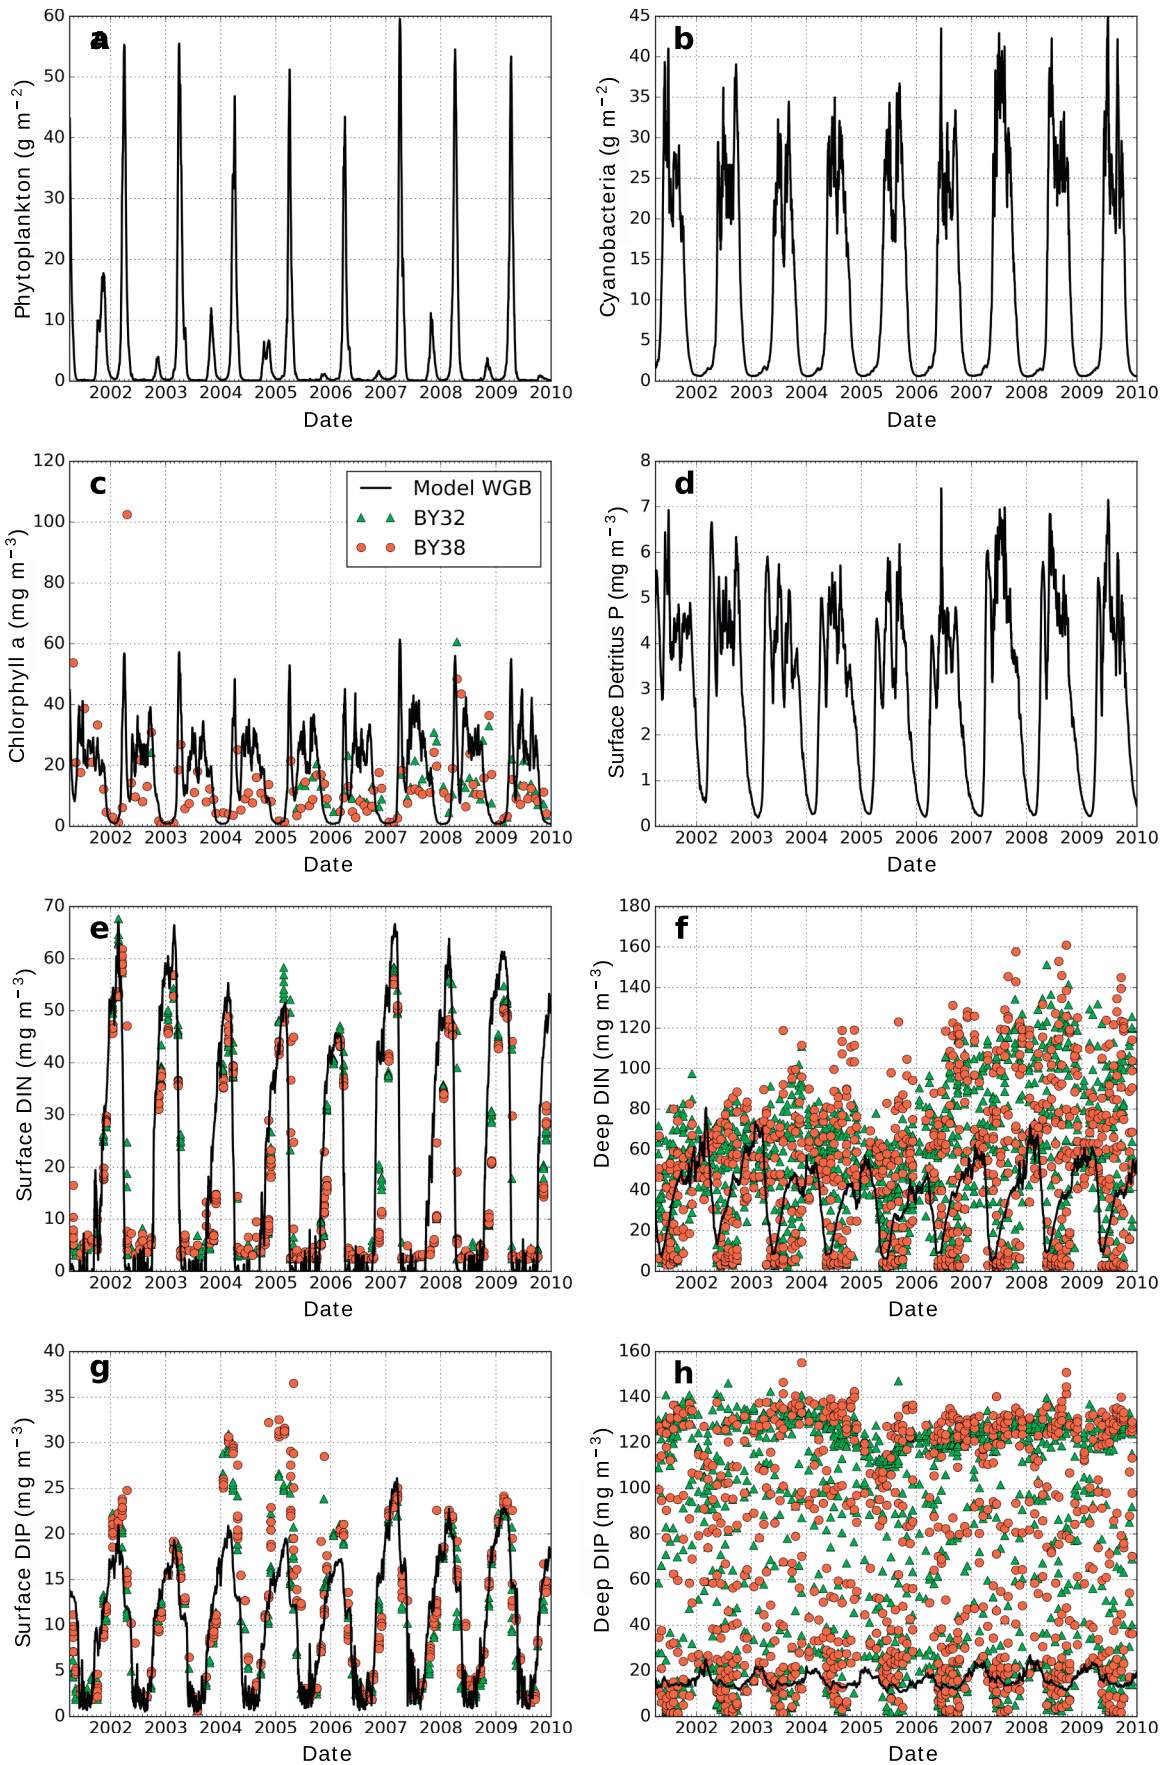 a
Phytoplankton (g m−2)
60
50
40
30
20
10
0
2002 2003 2004 2005 2006 2007 2008 2009 2010
Date
b
Cyanobacteria (g m−2)
45
40
35
30
25
20
15
10
5
0
2002 2003 2004 2005 2006 2007 2008 2009 2010
Date
c
Chlorphyll a (mg m−3)
120
100
80
60
40
20
0
Model WGB
BY32
BY38
2002 2003 2004 2005 2006 2007 2008 2009 2010
Date
d
Surface Detritus P (mg m−3)
8
7
6
5
4
3
2
1
0
2002 2003 2004 2005 2006 2007 2008 2009 2010
Date
e
Surface DIN (mg m−3)
70
60
50
40
30
20
10
0
2002 2003 2004 2005 2006 2007 2008 2009 2010
Date
f
Deep DIN (mg m−3)
180
160
140
120
100
80
60
40
20
0
2002 2003 2004 2005 2006 2007 2008 2009 2010
Date
g
Surface DIP (mg m−3)
40
35
30
25
20
15
10
5
0
2002 2003 2004 2005 2006 2007 2008 2009 2010
Date
h
Deep DIP (mg m−3)
160
140
120
100
80
60
40
20
0
2002 2003 2004 2005 2006 2007 2008 2009 2010
Date